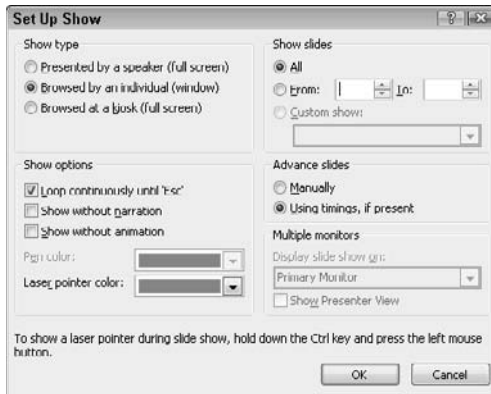 Set Up Show
Show type
Presented by a speaker (full screen)
Browsed by an individual (window)
Browsed at a kiosk (full screen)
Show slides
All
From: To:
Custom show:
Show options
Loop continuously until 'Esc'
Show without narration
Show without animation
Pen color:
Laser pointer color:
Advance slides
Manually
Using timings, if present
Multiple monitors
Display slide show on:
Primary Monitor
Show Presenter View
To show a laser pointer during slide show, hold down the Ctrl key and press the left mouse
button.
OK Cancel